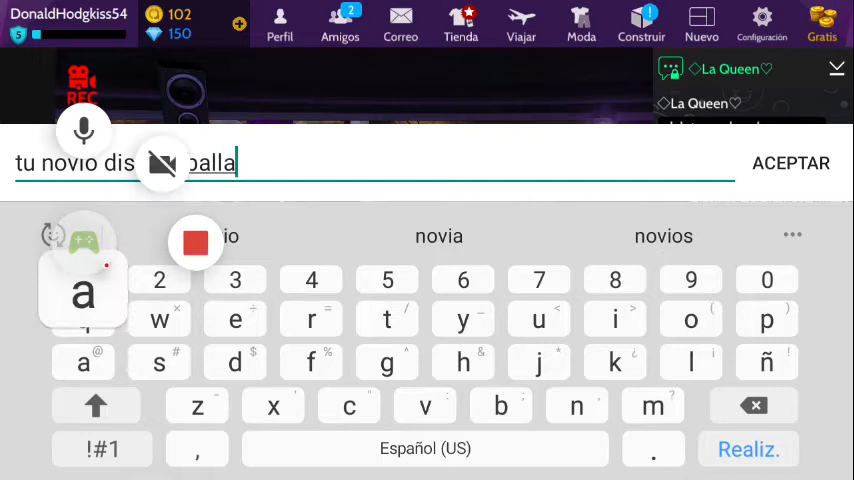 DonaldHodgkiss54
5
102
150
Perfil
2
Amigos
Correo
Tienda
Viajar
Moda
!
Construir
Nuevo
Configuración
Gratis
REC
◇La Queen♡
◇La Queen♡
tu novio dis balla
ACEPTAR
novia
novios
•••
a
2 3 4 5 6 7 8 9 0
w × e ÷ r = t / y _ u < i > o ( p )
a @ s # d $ f % g ^ h & j * k ¿ l ¡ ñ !
z - x ' c " v : b ; n , m ?
!#1 , Español (US) . Realiz.